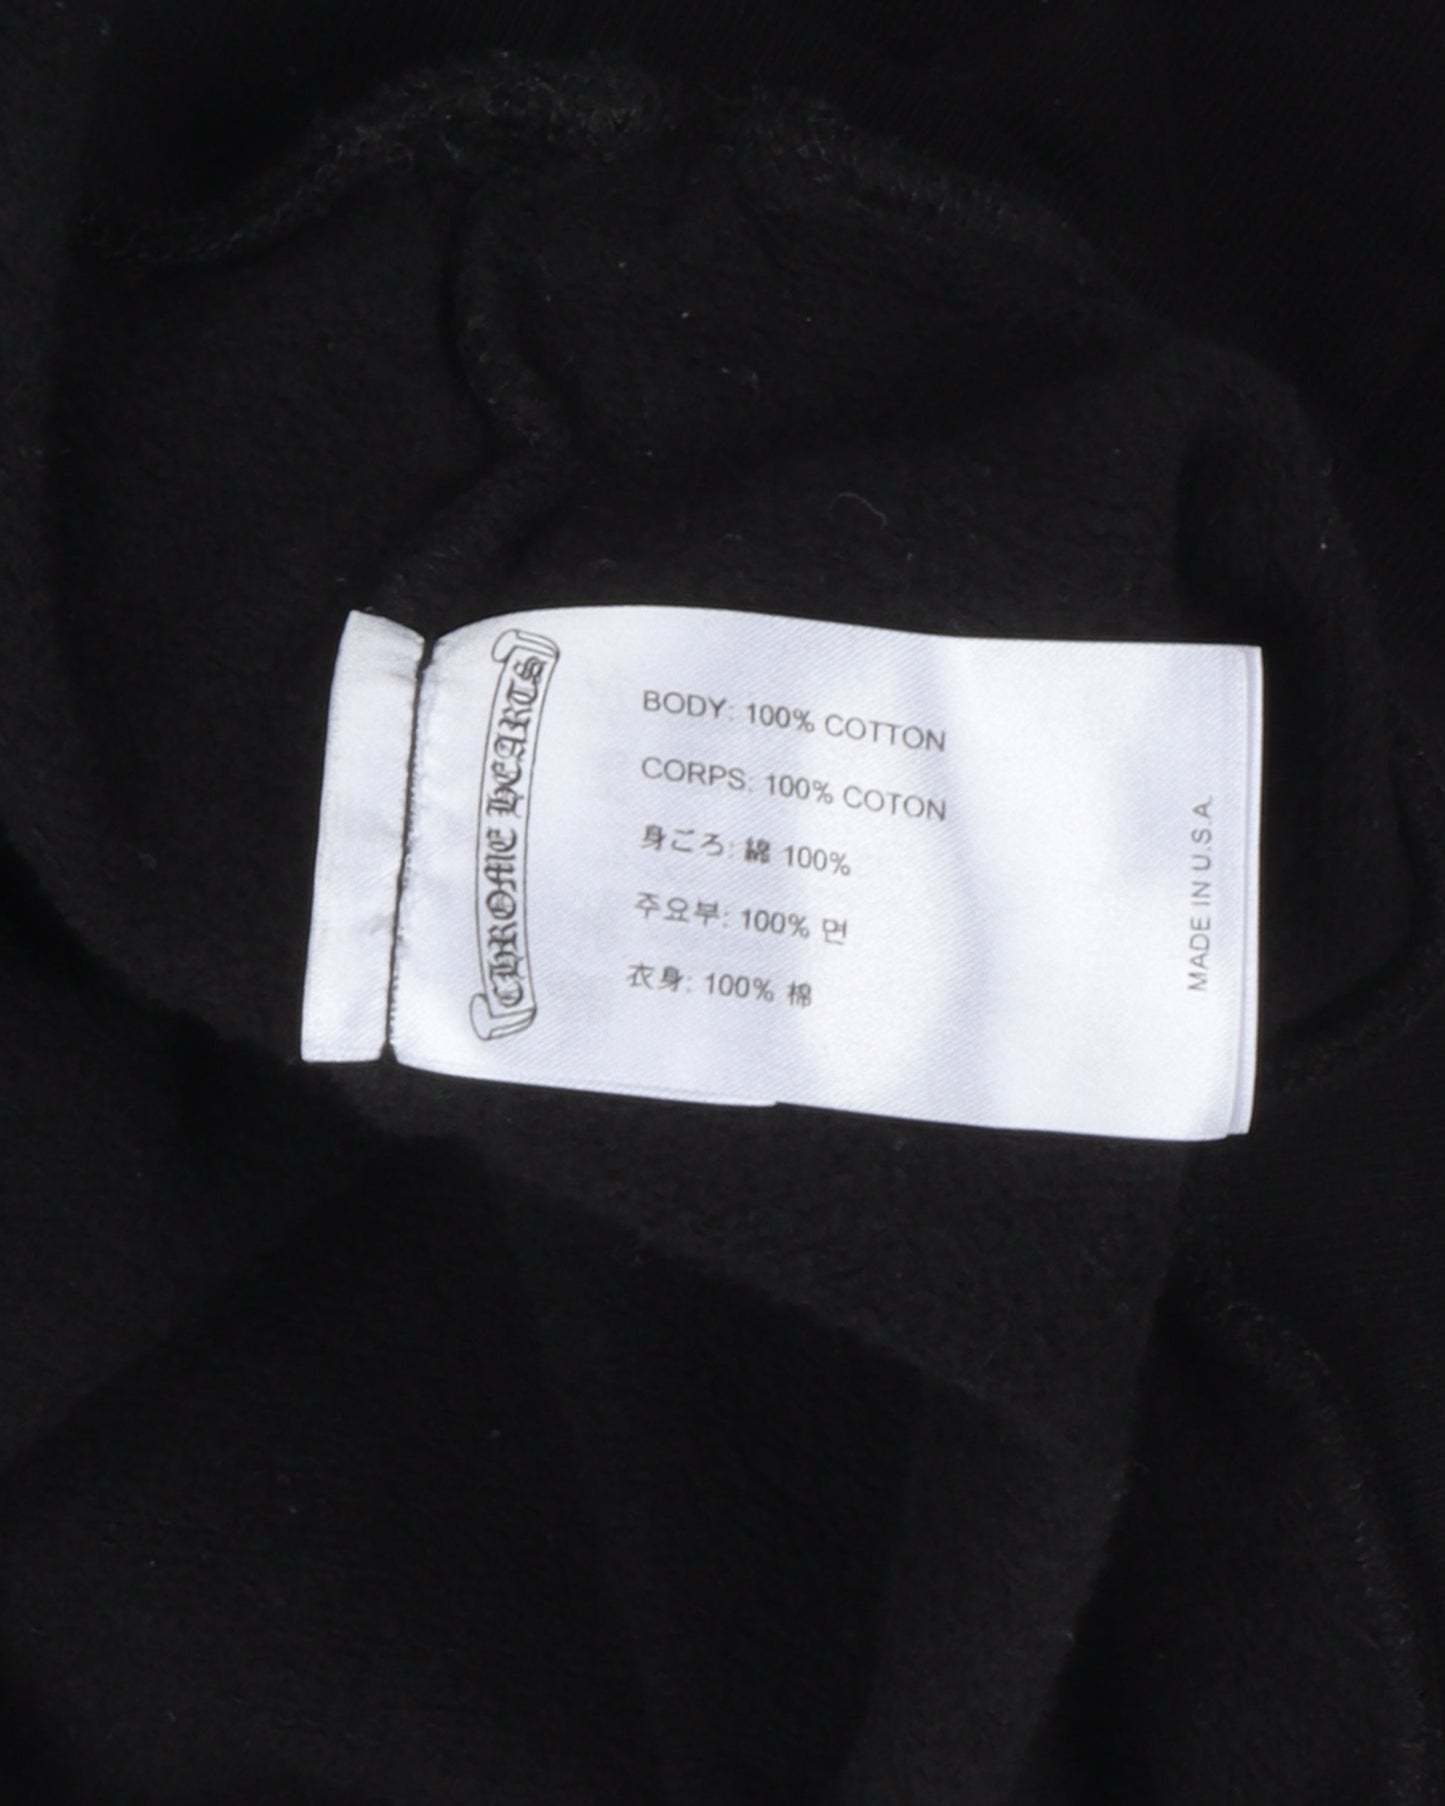 CHROME HEARTS
BODY: 100% COTTON
CORPS: 100% COTON
身ごろ: 綿 100%
주요부: 100% 면
衣身: 100% 棉
MADE IN U.S.A.